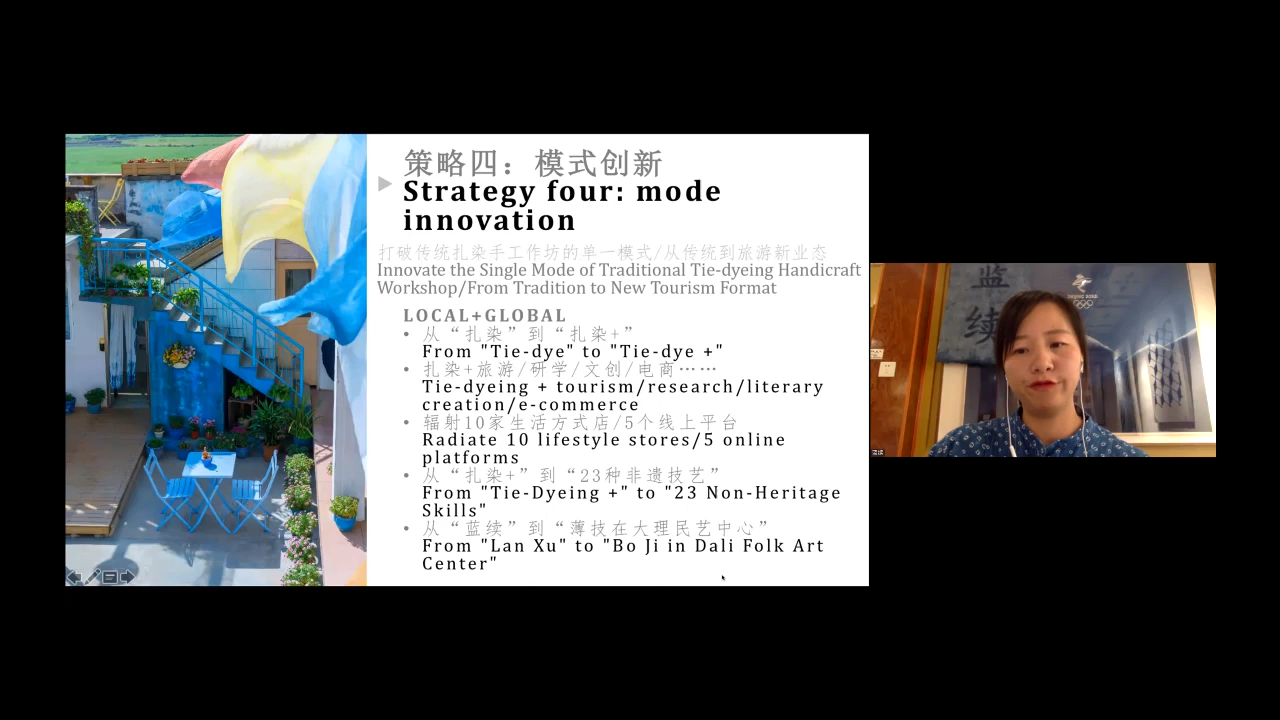 策略四：模式创新
Strategy four: mode
innovation
打破传统扎染手工作坊的单一模式/从传统到旅游新业态
Innovate the Single Mode of Traditional Tie-dyeing Handicraft
Workshop/From Tradition to New Tourism Format
LOCAL+GLOBAL
• 从“扎染”到“扎染+”
From "Tie-dye" to "Tie-dye +"
• 扎染+旅游/研学/文创/电商……
Tie-dyeing + tourism/research/literary
creation/e-commerce
• 辐射10家生活方式店/5个线上平台
Radiate 10 lifestyle stores/5 online
platforms
• 从“扎染+”到“23种非遗技艺”
From "Tie-Dyeing +" to "23 Non-Heritage
Skills"
• 从“蓝续”到“薄技在大理民艺中心”
From "Lan Xu" to "Bo Ji in Dali Folk Art
Center"
蓝
续
BEIJING 2022
蓝续